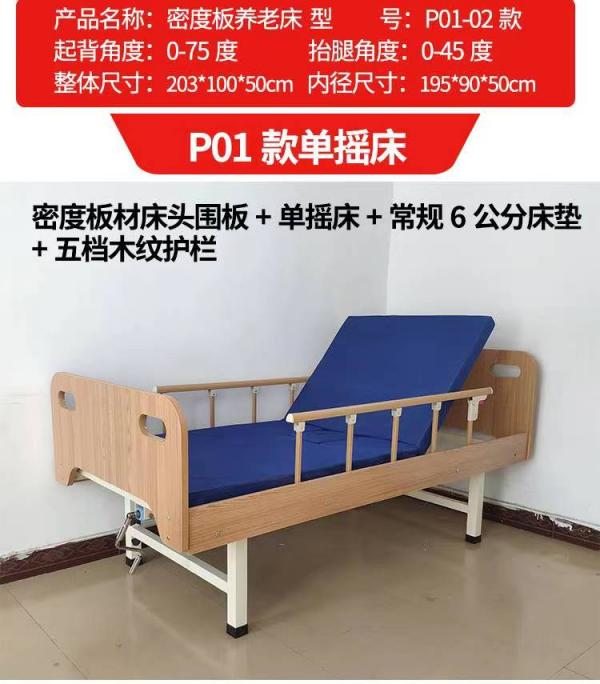 产品名称：密度板养老床 型 号：P01-02 款
起背角度：0-75 度 抬腿角度：0-45 度
整体尺寸：203*100*50cm 内径尺寸：195*90*50cm
P01 款单摇床
密度板材床头围板 + 单摇床 + 常规 6 公分床垫
+ 五档木纹护栏